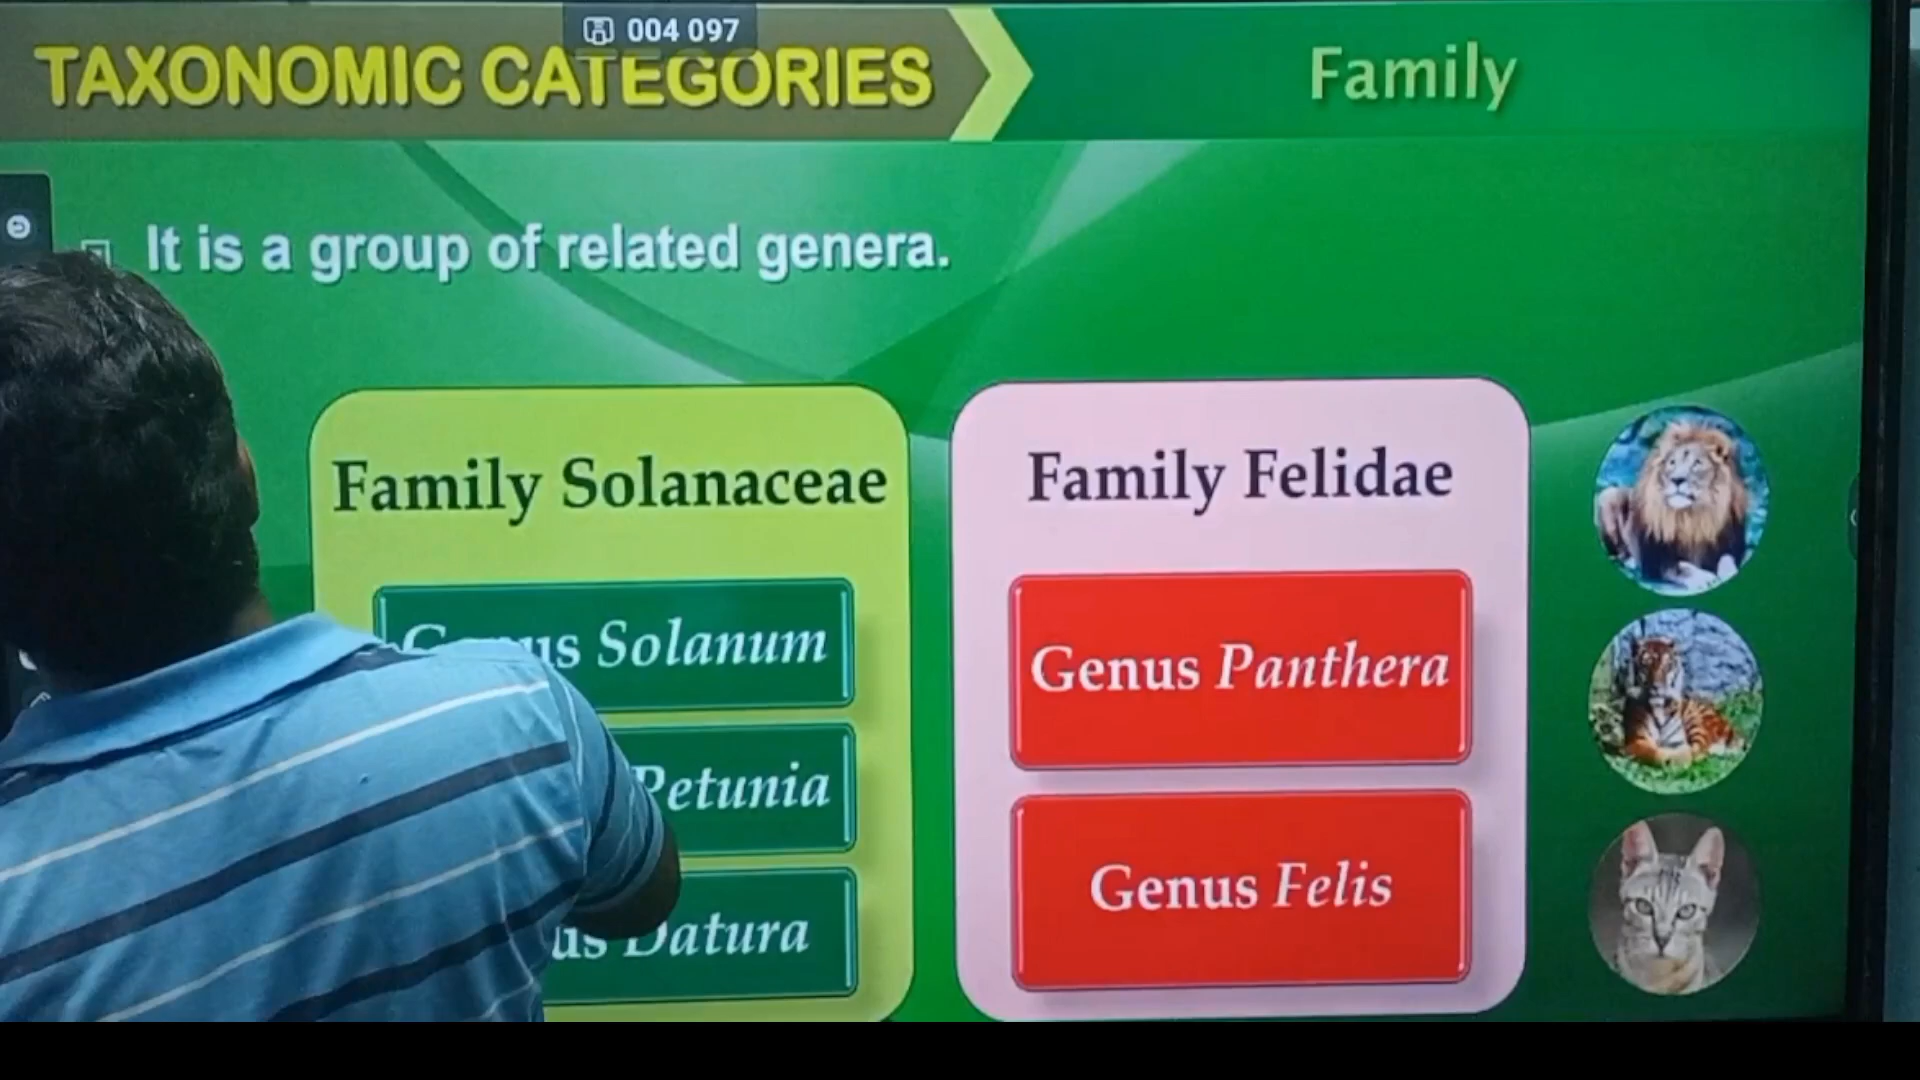 004 097
TAXONOMIC CATEGORIES
Family
It is a group of related genera.
Family Solanaceae
Solanum
Petunia
Datura
Family Felidae
Genus Panthera
Genus Felis